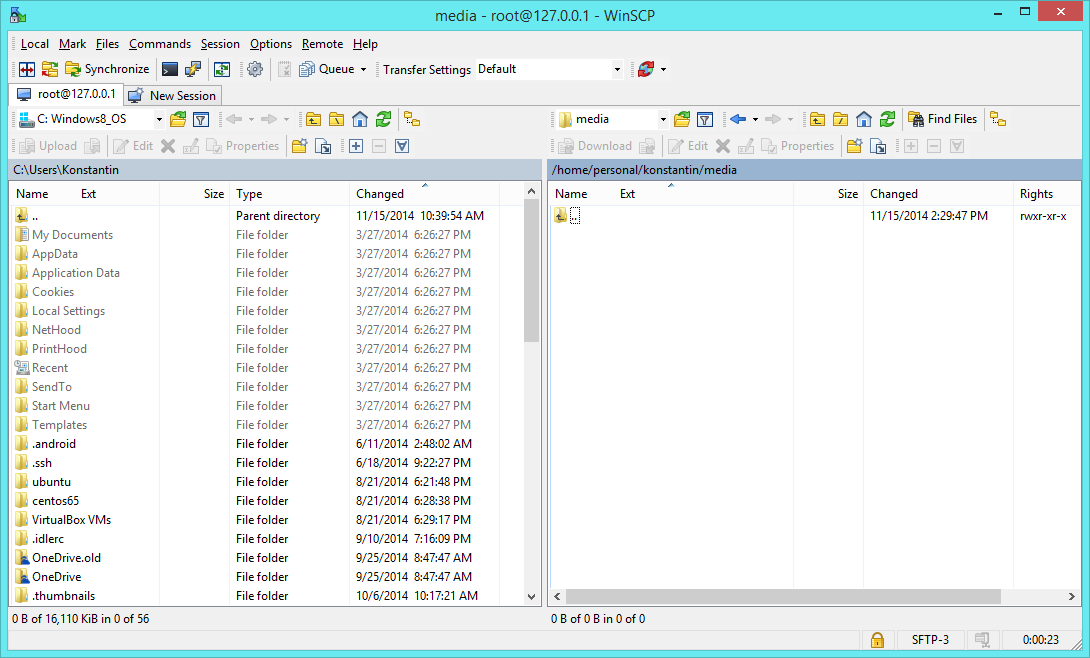 media - root@127.0.0.1 - WinSCP
Local Mark Files Commands Session Options Remote Help
Synchronize Queue Transfer Settings Default
root@127.0.0.1 New Session
C: Windows8_OS media Find Files
Upload Edit Properties Download Edit Properties
C:\Users\Konstantin /home/personal/konstantin/media
Name Ext Size Type Changed Name Ext Size Changed Rights
.. Parent directory 11/15/2014 10:39:54 AM .. 11/15/2014 2:29:47 PM rwxr-xr-x
My Documents File folder 3/27/2014 6:26:27 PM
AppData File folder 3/27/2014 6:26:27 PM
Application Data File folder 3/27/2014 6:26:27 PM
Cookies File folder 3/27/2014 6:26:27 PM
Local Settings File folder 3/27/2014 6:26:27 PM
NetHood File folder 3/27/2014 6:26:27 PM
PrintHood File folder 3/27/2014 6:26:27 PM
Recent File folder 3/27/2014 6:26:27 PM
SendTo File folder 3/27/2014 6:26:27 PM
Start Menu File folder 3/27/2014 6:26:27 PM
Templates File folder 3/27/2014 6:26:27 PM
.android File folder 6/11/2014 2:48:02 AM
.ssh File folder 6/18/2014 9:22:27 PM
ubuntu File folder 8/21/2014 6:21:48 PM
centos65 File folder 8/21/2014 6:28:38 PM
VirtualBox VMs File folder 8/21/2014 6:29:17 PM
.idlerc File folder 9/10/2014 7:16:09 PM
OneDrive.old File folder 9/25/2014 8:47:47 AM
OneDrive File folder 9/25/2014 8:47:47 AM
.thumbnails File folder 10/6/2014 10:17:21 AM
0 B of 16,110 KiB in 0 of 56 0 B of 0 B in 0 of 0
SFTP-3 0:00:23